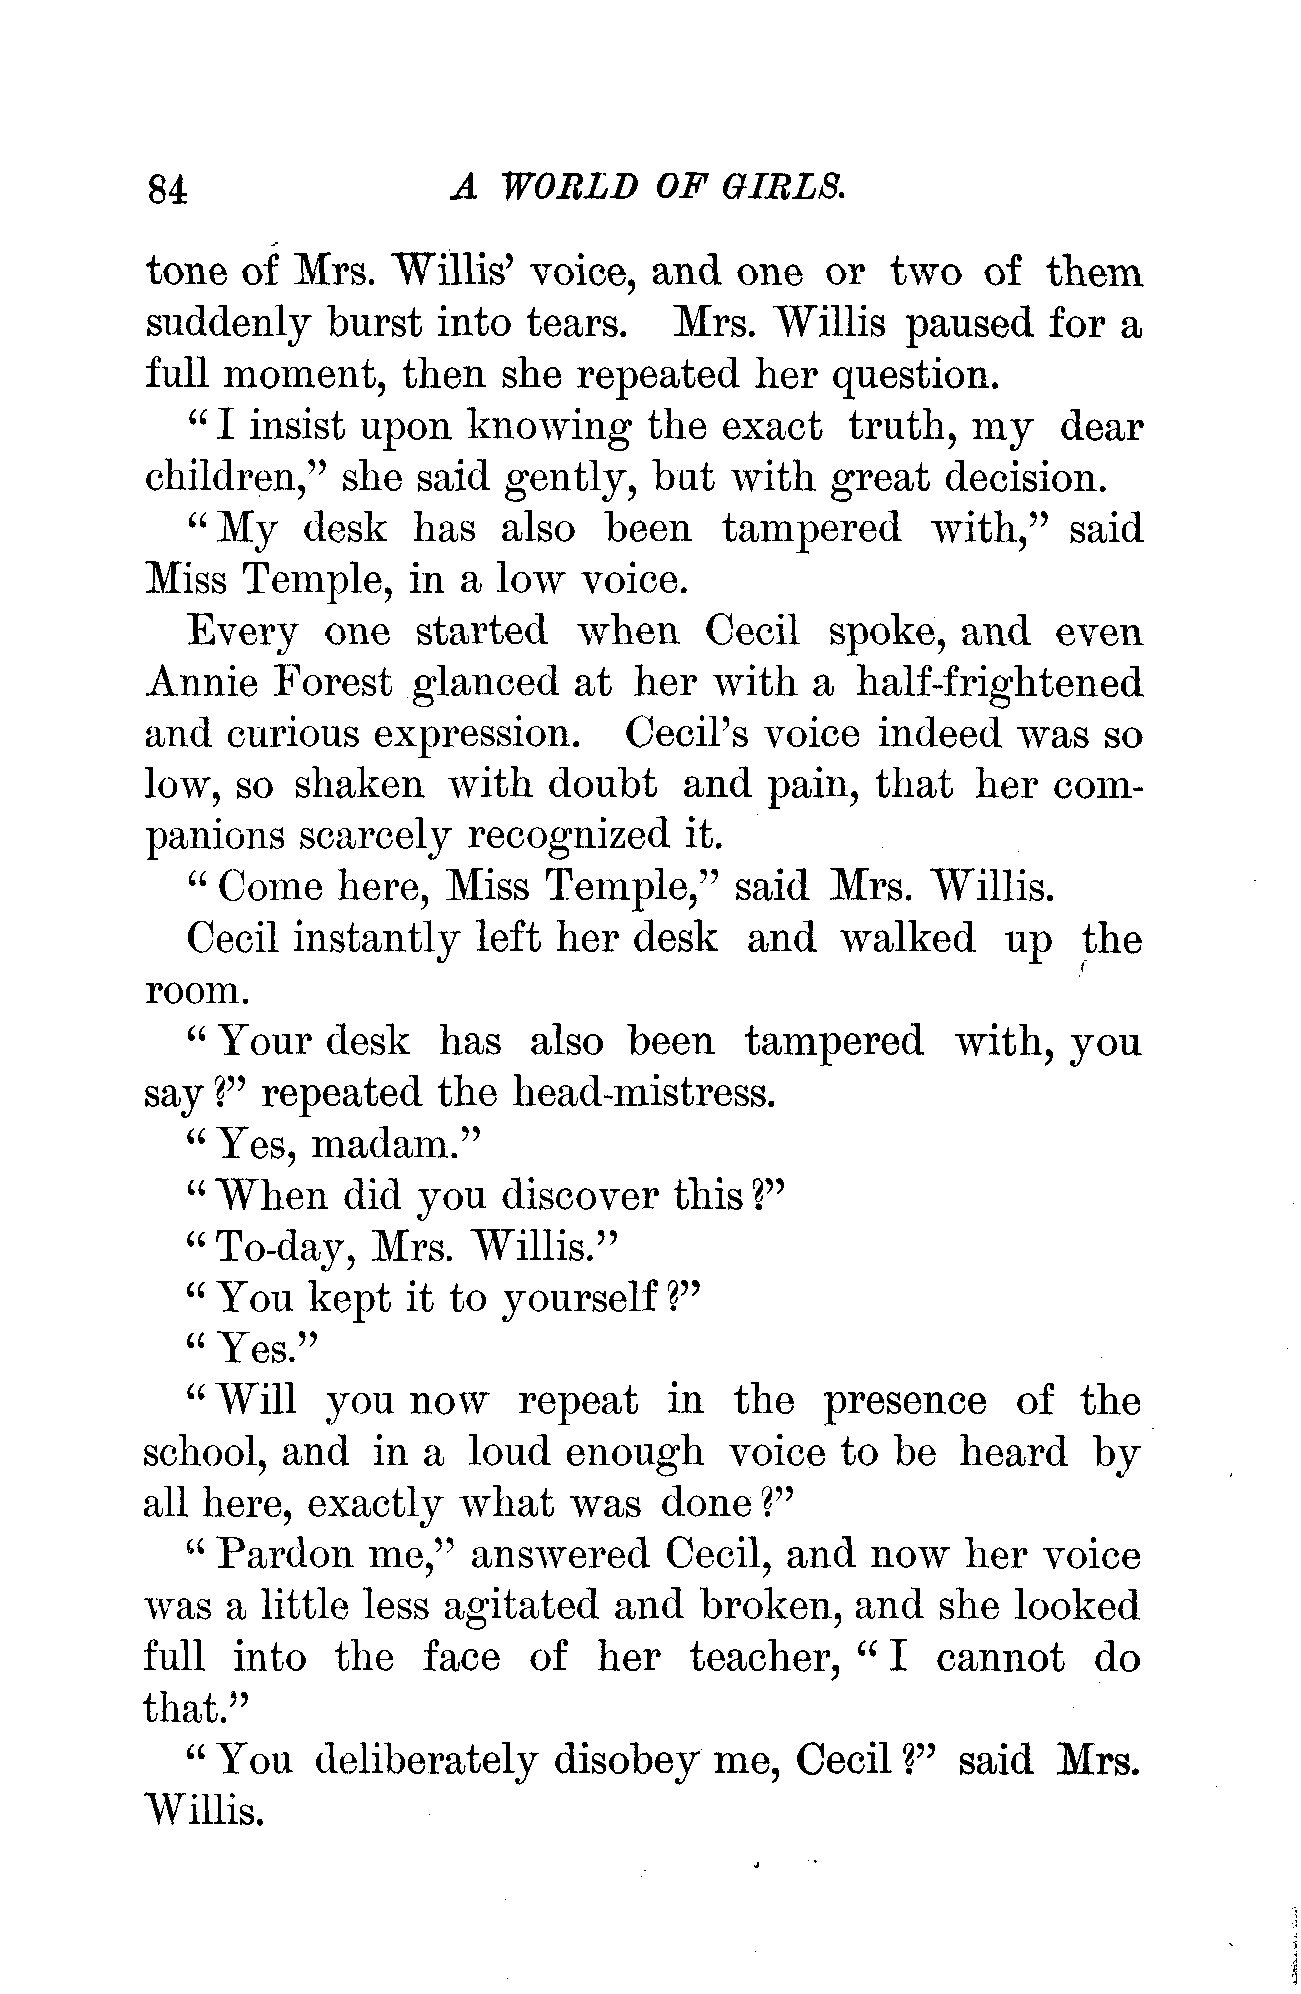 84 A WORLD OF GIRLS.
tone of Mrs. Willis' voice, and one or two of them
suddenly burst into tears. Mrs. Willis paused for a
full moment, then she repeated her question.
"I insist upon knowing the exact truth, my dear
children," she said gently, but with great decision.
"My desk has also been tampered with," said
Miss Temple, in a low voice.
Every one started when Cecil spoke, and even
Annie Forest glanced at her with a half-frightened
and curious expression. Cecil's voice indeed was so
low, so shaken with doubt and pain, that her com-
panions scarcely recognized it.
"Come here, Miss Temple," said Mrs. Willis.
Cecil instantly left her desk and walked up the
room.
"Your desk has also been tampered with, you
say?" repeated the head-mistress.
"Yes, madam."
"When did you discover this?"
"To-day, Mrs. Willis."
"You kept it to yourself?"
"Yes."
"Will you now repeat in the presence of the
school, and in a loud enough voice to be heard by
all here, exactly what was done?"
"Pardon me," answered Cecil, and now her voice
was a little less agitated and broken, and she looked
full into the face of her teacher, "I cannot do
that."
"You deliberately disobey me, Cecil?" said Mrs.
Willis.